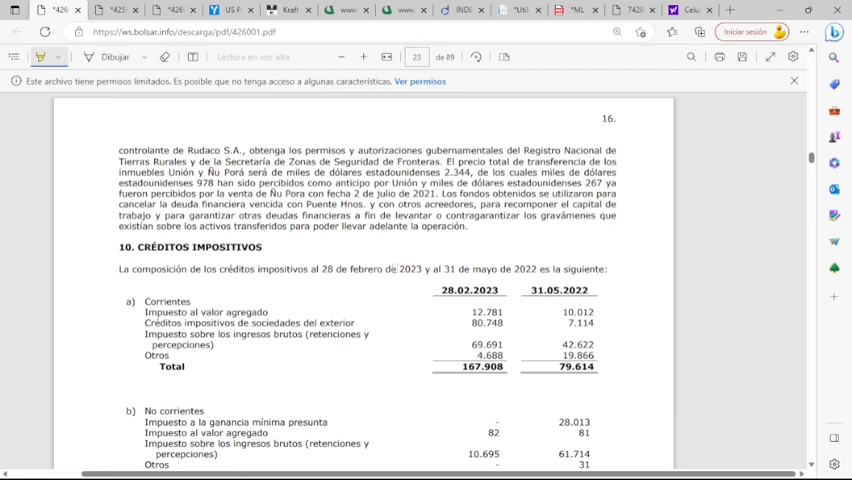 *426
*425!
*426
US P
Kraft
www.
www.
INDE
*Util
*ML
7428
Celu
https://ws.bolsar.info/descarga/pdf/426001.pdf
Iniciar sesión
Dibujar
Lectura en voz alta
23
de 89
Este archivo tiene permisos limitados. Es posible que no tenga acceso a algunas características. Ver permisos
16.
controlante de Rudaco S.A., obtenga los permisos y autorizaciones gubernamentales del Registro Nacional de
Tierras Rurales y de la Secretaría de Zonas de Seguridad de Fronteras. El precio total de transferencia de los
inmuebles Unión y Ñu Porá será de miles de dólares estadounidenses 2.344, de los cuales miles de dólares
estadounidenses 978 han sido percibidos como anticipo por Unión y miles de dólares estadounidenses 267 ya
fueron percibidos por la venta de Ñu Pora con fecha 2 de julio de 2021. Los fondos obtenidos se utilizaron para
cancelar la deuda financiera vencida con Puente Hnos. y con otros acreedores, para recomponer el capital de
trabajo y para garantizar otras deudas financieras a fin de levantar o contragarantizar los gravámenes que
existían sobre los activos transferidos para poder llevar adelante la operación.
10. CRÉDITOS IMPOSITIVOS
La composición de los créditos impositivos al 28 de febrero de 2023 y al 31 de mayo de 2022 es la siguiente:
28.02.2023 31.05.2022
a) Corrientes
Impuesto al valor agregado 12.781 10.012
Créditos impositivos de sociedades del exterior 80.748 7.114
Impuesto sobre los ingresos brutos (retenciones y
percepciones) 69.691 42.622
Otros 4.688 19.866
Total 167.908 79.614
b) No corrientes
Impuesto a la ganancia mínima presunta - 28.013
Impuesto al valor agregado 82 81
Impuesto sobre los ingresos brutos (retenciones y
percepciones) 10.695 61.714
Otros - 31